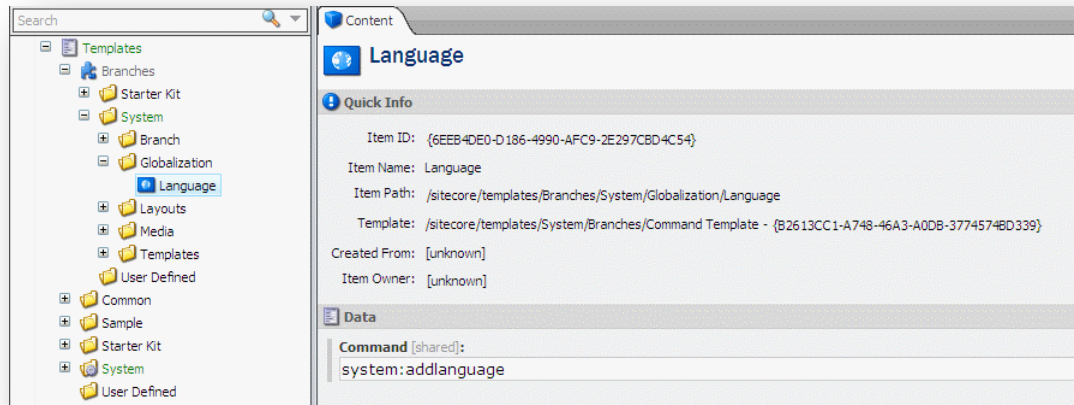 Search
Templates
Branches
Starter Kit
System
Branch
Globalization
Language
Layouts
Media
Templates
User Defined
Common
Sample
Starter Kit
System
User Defined
Content
Language
Quick Info
Item ID: {6EEB4DE0-D186-4990-AFC9-2E297CBD4C54}
Item Name: Language
Item Path: /sitecore/templates/Branches/System/Globalization/Language
Template: /sitecore/templates/System/Branches/Command Template - {B2613CC1-A748-46A3-A0DB-3774574BD339}
Created From: [unknown]
Item Owner: [unknown]
Data
Command [shared]:
system:addlanguage